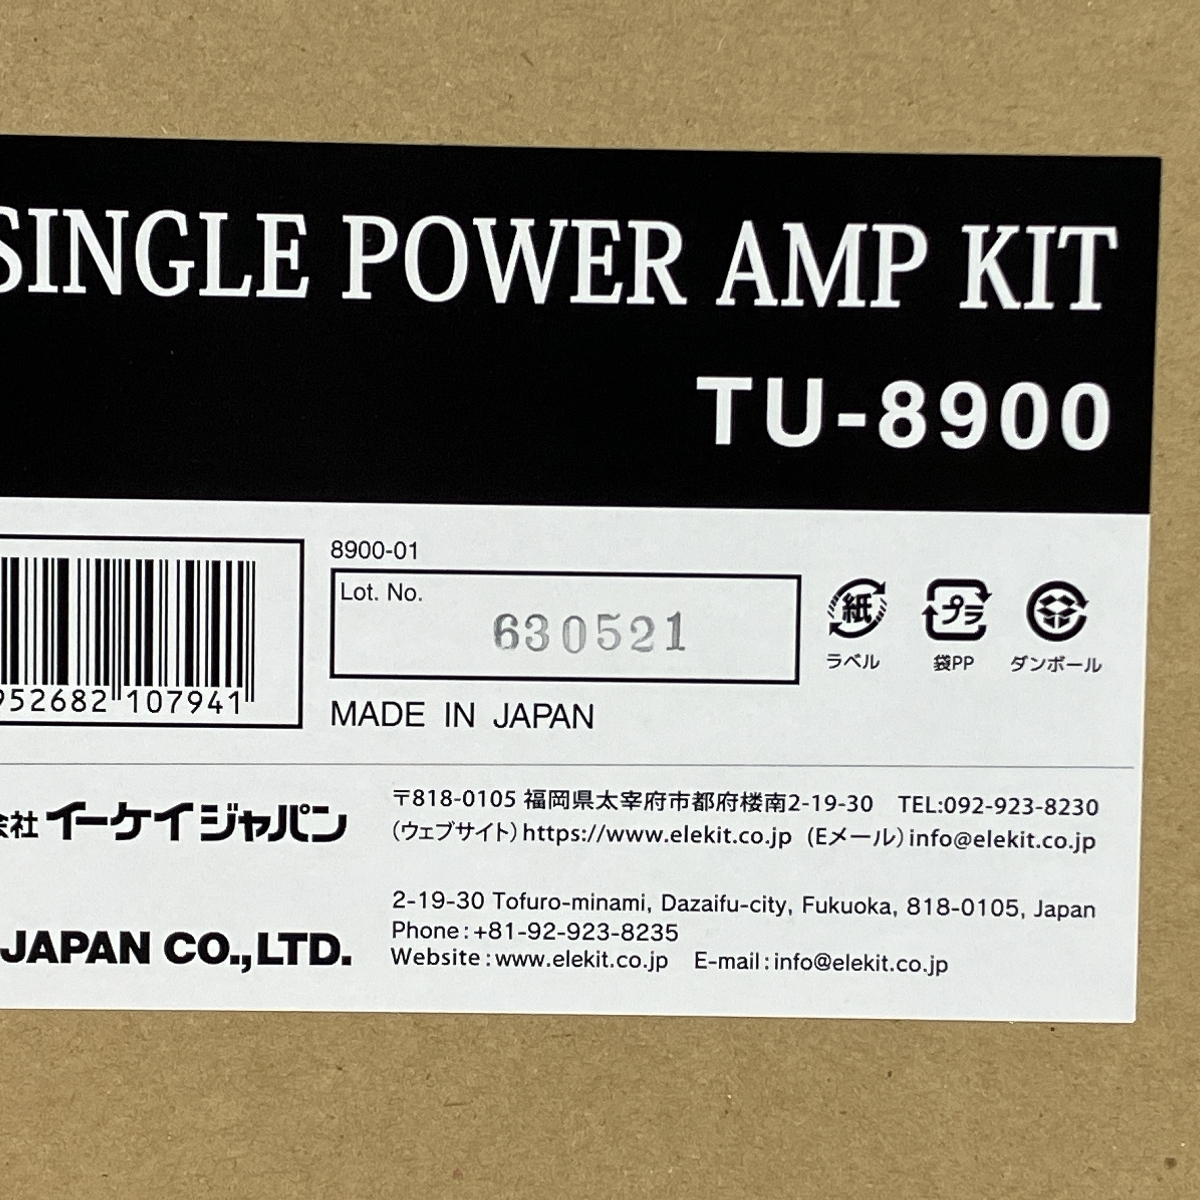 SINGLE POWER AMP KIT
TU-8900
8900-01
Lot. No.
630521
MADE IN JAPAN
952682 107941
紙
ラベル
プラ
袋PP
ダンボール
会社 イーケイジャパン
〒818-0105 福岡県太宰府市都府楼南2-19-30 TEL:092-923-8230
(ウェブサイト)https://www.elekit.co.jp (Eメール)info@elekit.co.jp
JAPAN CO.,LTD.
2-19-30 Tofuro-minami, Dazaifu-city, Fukuoka, 818-0105, Japan
Phone:+81-92-923-8235
Website:www.elekit.co.jp E-mail:info@elekit.co.jp